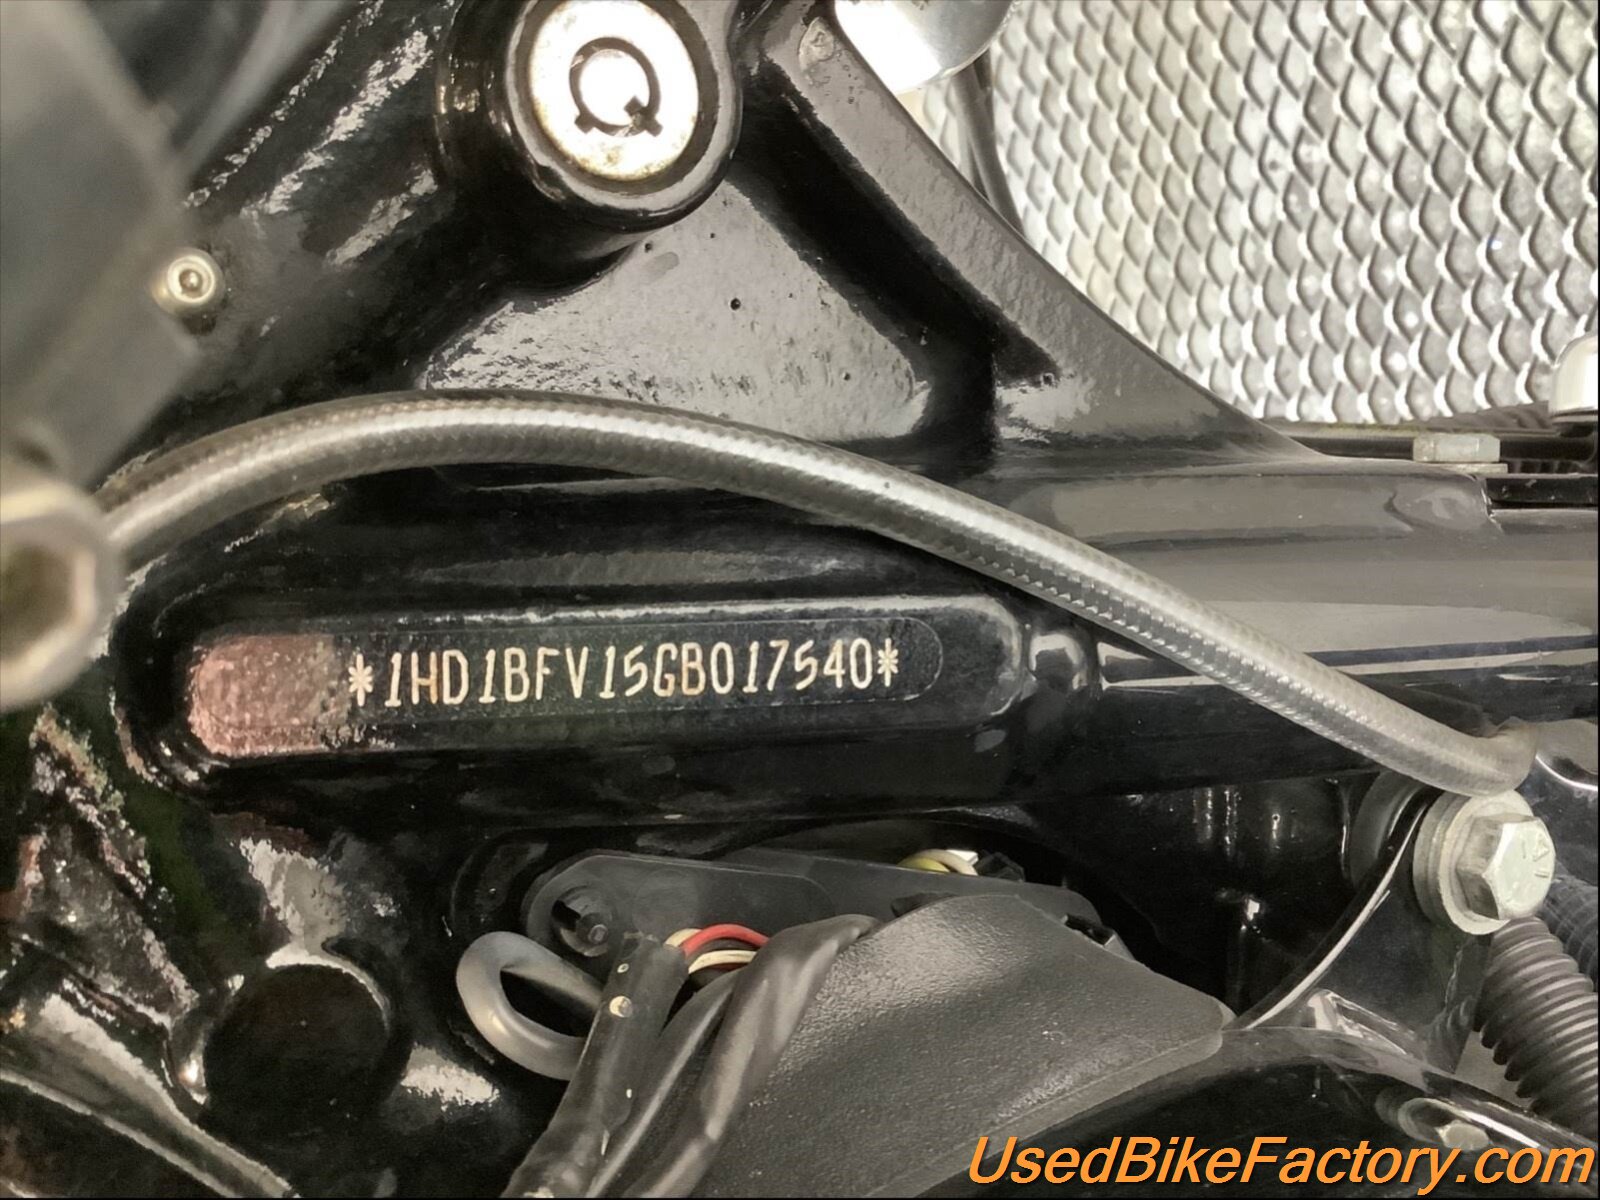 *1HD1BFV15GB017540*
UsedBikeFactory.com